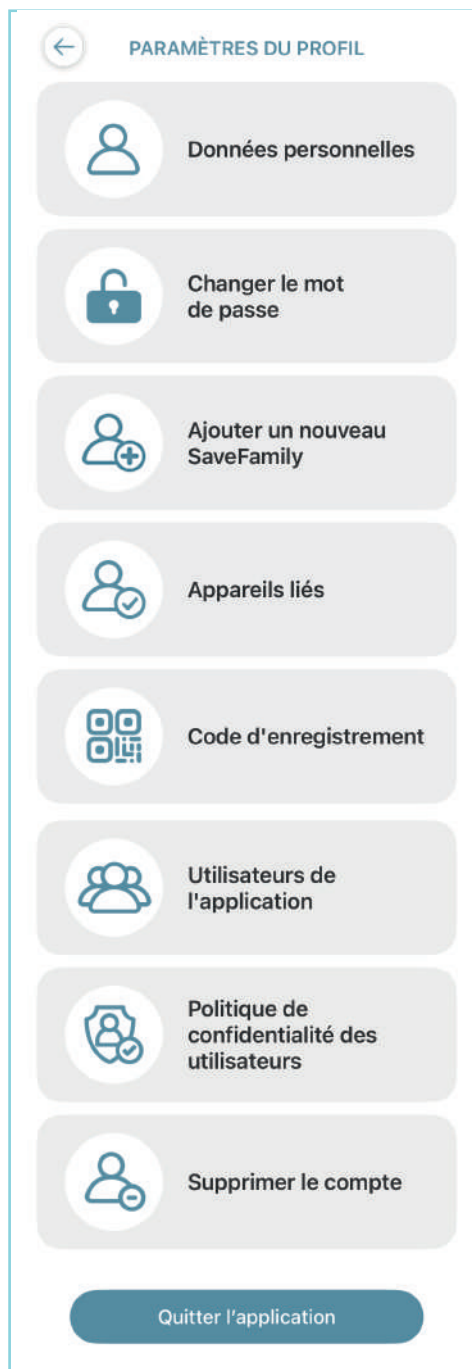 PARAMÈTRES DU PROFIL
Données personnelles
Changer le mot
de passe
Ajouter un nouveau
SaveFamily
Appareils liés
Code d'enregistrement
Utilisateurs de
l'application
Politique de
confidentialité des
utilisateurs
Supprimer le compte
Quitter l’application